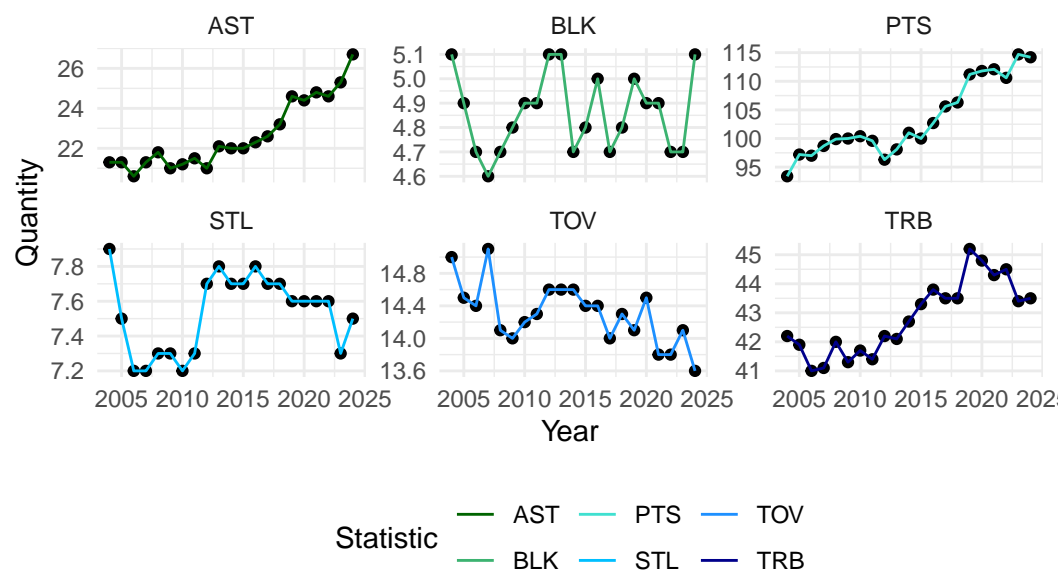 AST
BLK
PTS
26
24
22
5.1
5.0
4.9
4.8
4.7
4.6
115
110
105
100
95
Quantity
STL
TOV
TRB
7.8
7.6
7.4
7.2
14.8
14.4
14.0
13.6
45
44
43
42
41
2005 2010 2015 2020 2025
2005 2010 2015 2020 2025
2005 2010 2015 2020 2025
Year
Statistic
AST PTS TOV
BLK STL TRB